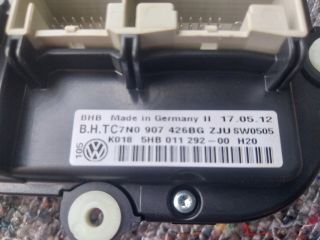 BHB Made in Germany II 17.05.12
B.H.TC7N0 907 426BG ZJU SW0505
K018 5HB 011 292-00 H20
105